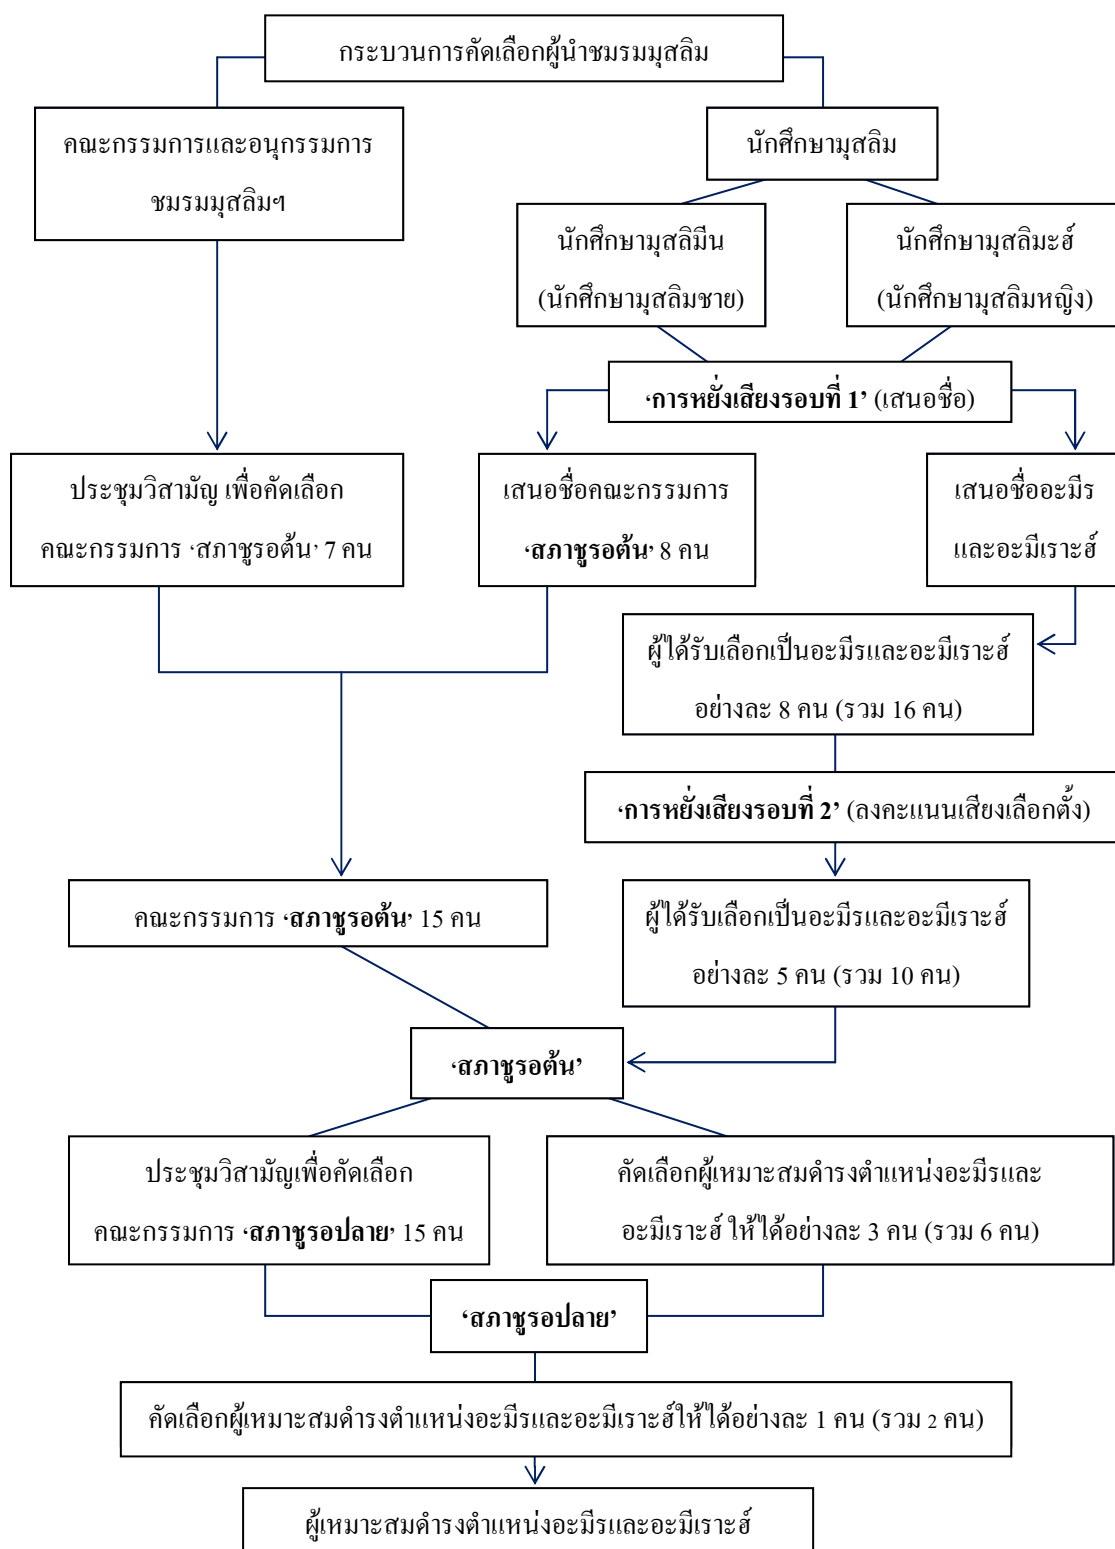 กระบวนการคัดเลือกผู้นำชมรมมุสลิม
คณะกรรมการและอนุกรรมการ
ชมรมมุสลิมฯ
นักศึกษามุสลิม
นักศึกษามุสลิมีน
(นักศึกษามุสลิมชาย)
นักศึกษามุสลิมะฮ์
(นักศึกษามุสลิมหญิง)
‘การหยั่งเสียงรอบที่ 1’ (เสนอชื่อ)
ประชุมวิสามัญ เพื่อคัดเลือก
คณะกรรมการ ‘สภาชูรอต้น’ 7 คน
เสนอชื่อคณะกรรมการ
‘สภาชูรอต้น’ 8 คน
เสนอชื่ออะมีร
และอะมีเราะฮ์
ผู้ได้รับเลือกเป็นอะมีรและอะมีเราะฮ์
อย่างละ 8 คน (รวม 16 คน)
‘การหยั่งเสียงรอบที่ 2’ (ลงคะแนนเสียงเลือกตั้ง)
คณะกรรมการ ‘สภาชูรอต้น’ 15 คน
ผู้ได้รับเลือกเป็นอะมีรและอะมีเราะฮ์
อย่างละ 5 คน (รวม 10 คน)
‘สภาชูรอต้น’
ประชุมวิสามัญเพื่อคัดเลือก
คณะกรรมการ ‘สภาชูรอปลาย’ 15 คน
คัดเลือกผู้เหมาะสมดำรงตำแหน่งอะมีรและ
อะมีเราะฮ์ ให้ได้อย่างละ 3 คน (รวม 6 คน)
‘สภาชูรอปลาย’
คัดเลือกผู้เหมาะสมดำรงตำแหน่งอะมีรและอะมีเราะฮ์ให้ได้อย่างละ 1 คน (รวม 2 คน)
ผู้เหมาะสมดำรงตำแหน่งอะมีรและอะมีเราะฮ์